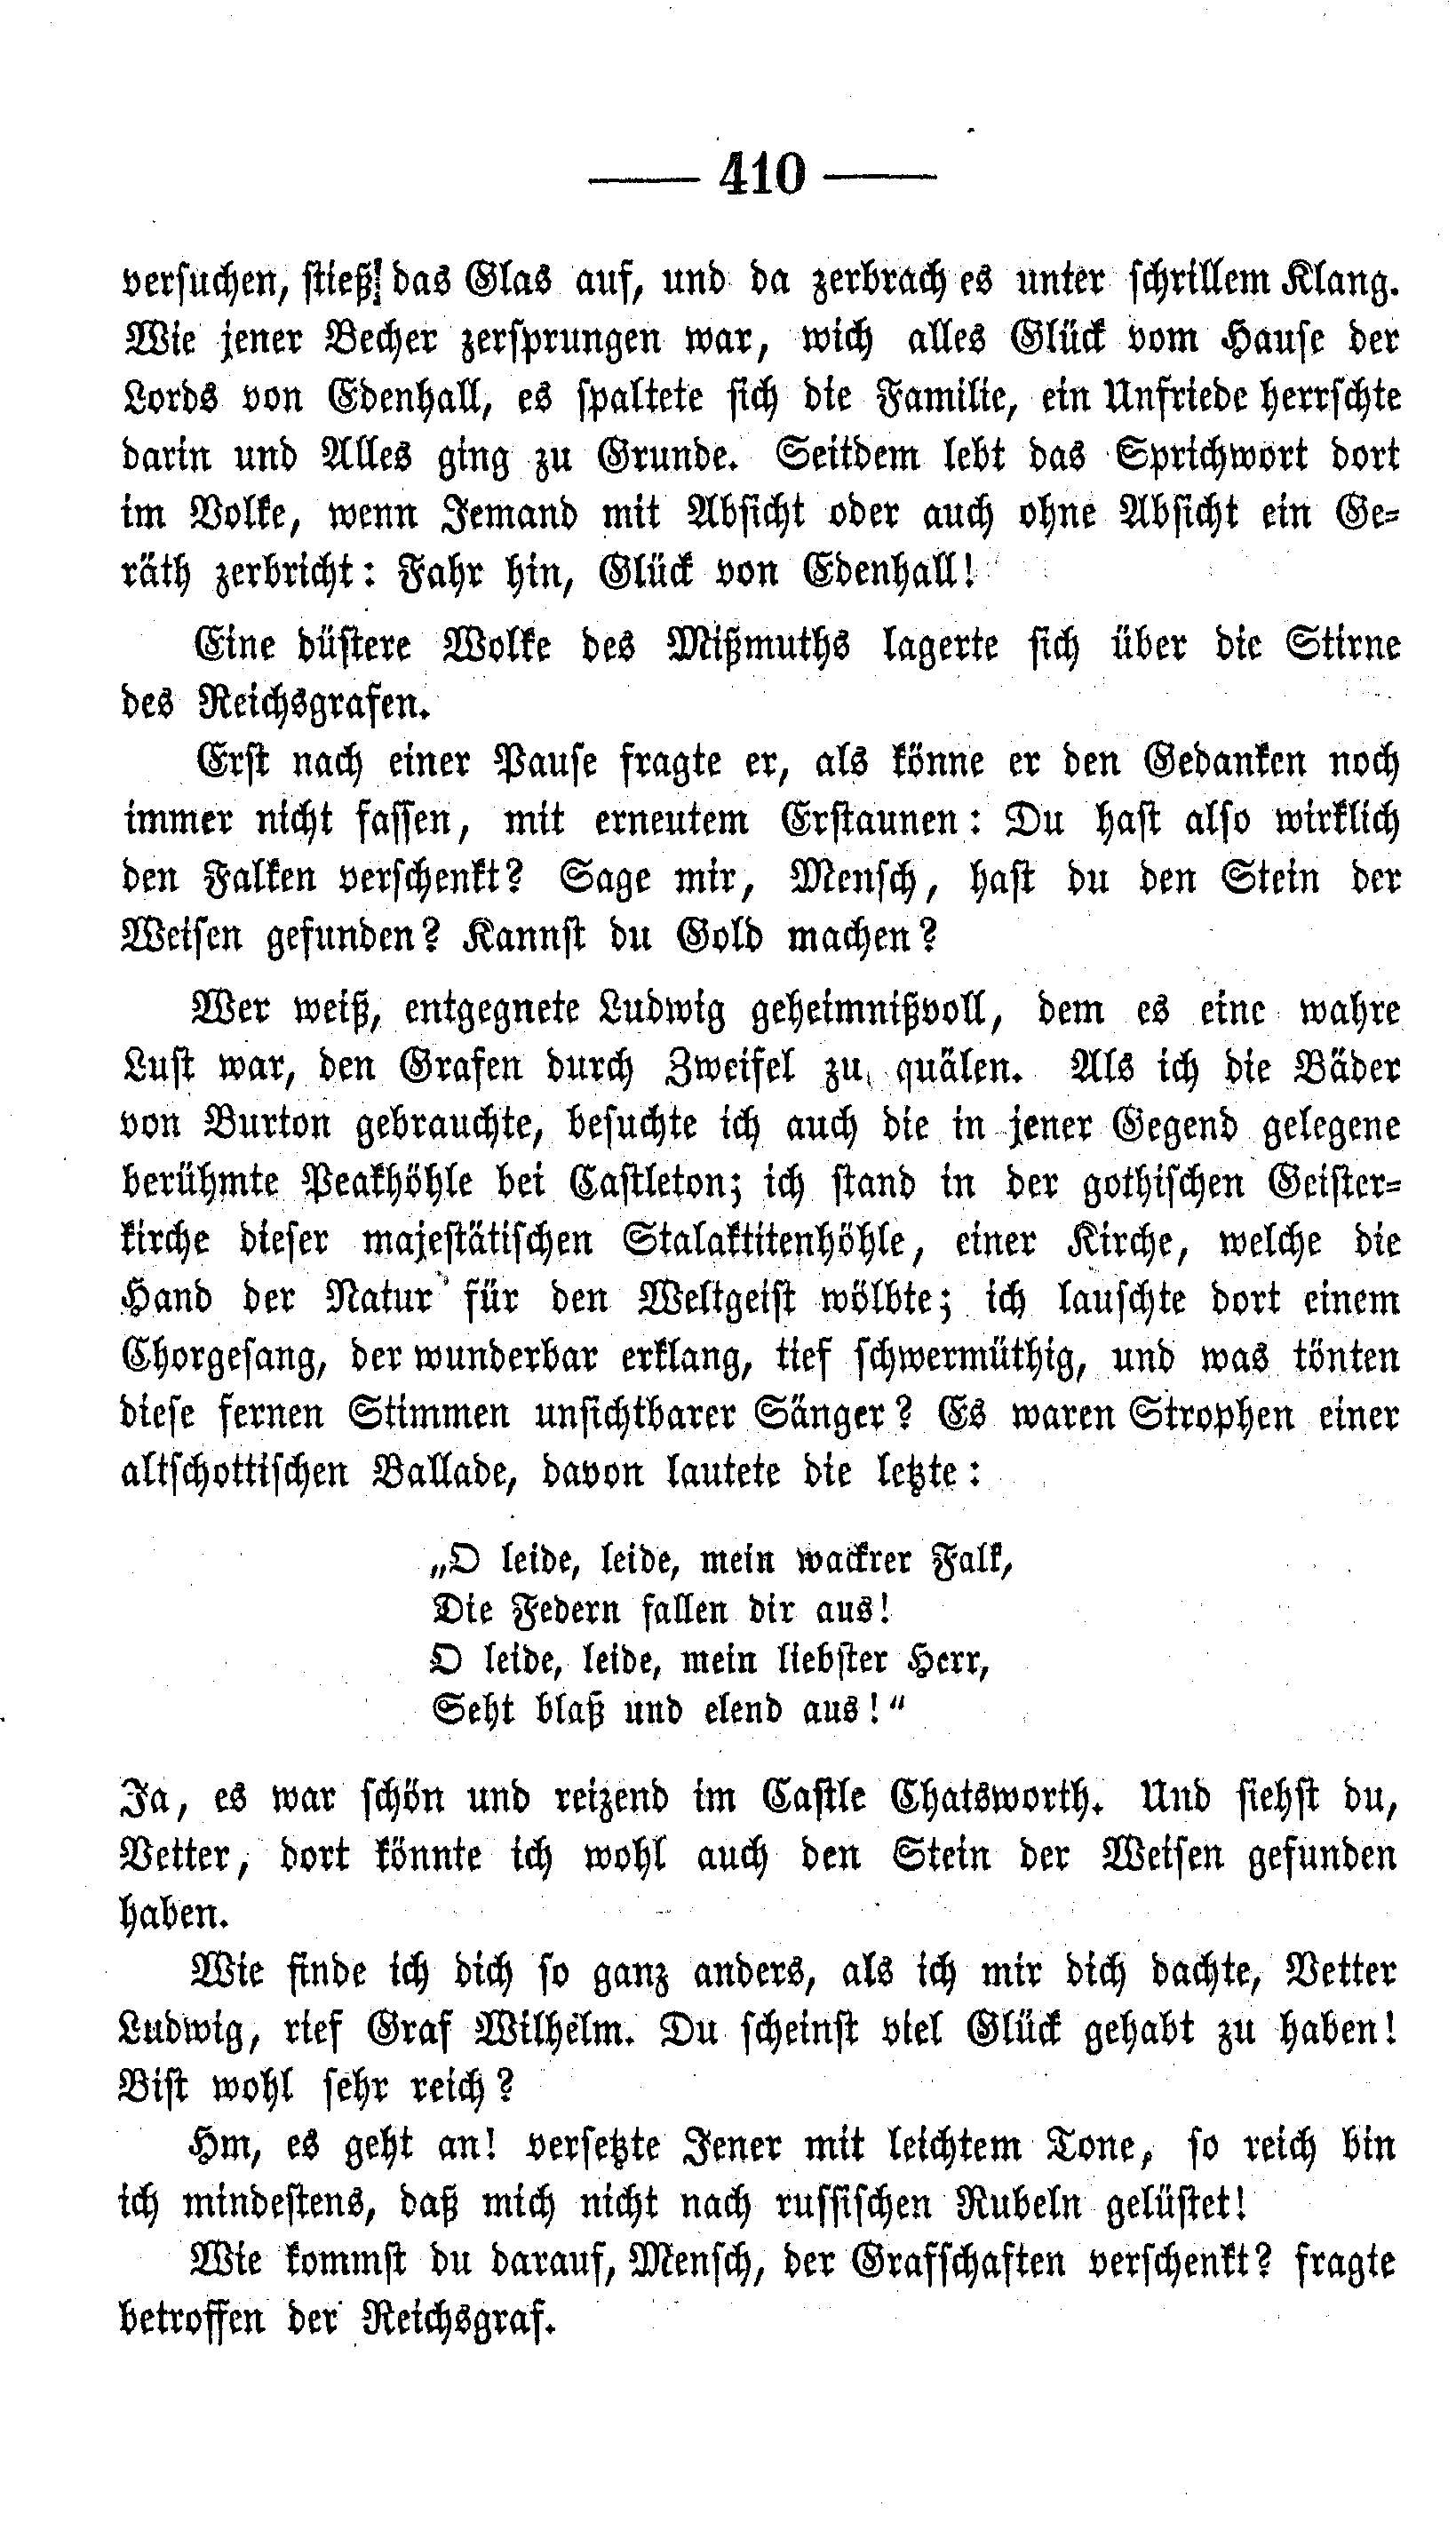 — 410 —
versuchen, stieß das Glas auf, und da zerbrach es unter schrillem Klang.
Wie jener Becher zersprungen war, wich alles Glück vom Hause der
Lords von Edenhall, es spaltete sich die Familie, ein Unfriede herrschte
darin und Alles ging zu Grunde. Seitdem lebt das Sprichwort dort
im Volke, wenn Jemand mit Absicht oder auch ohne Absicht ein Ge-
räth zerbricht: Fahr hin, Glück von Edenhall!
Eine düstere Wolke des Mißmuths lagerte sich über die Stirne
des Reichsgrafen.
Erst nach einer Pause fragte er, als könne er den Gedanken noch
immer nicht fassen, mit erneutem Erstaunen: Du hast also wirklich
den Falken verschenkt? Sage mir, Mensch, hast du den Stein der
Weisen gefunden? Kannst du Gold machen?
Wer weiß, entgegnete Ludwig geheimnißvoll, dem es eine wahre
Lust war, den Grafen durch Zweifel zu quälen. Als ich die Bäder
von Burton gebrauchte, besuchte ich auch die in jener Gegend gelegene
berühmte Peakhöhle bei Castleton; ich stand in der gothischen Geister-
kirche dieser majestätischen Stalaktitenhöhle, einer Kirche, welche die
Hand der Natur für den Weltgeist wölbte; ich lauschte dort einem
Chorgesang, der wunderbar erklang, tief schwermüthig, und was tönten
diese fernen Stimmen unsichtbarer Sänger? Es waren Strophen einer
altschottischen Ballade, davon lautete die letzte:
„O leide, leide, mein wackrer Falk,
Die Federn fallen dir aus!
O leide, leide, mein liebster Herr,
Seht blaß und elend aus!“
Ja, es war schön und reizend im Castle Chatsworth. Und siehst du,
Vetter, dort könnte ich wohl auch den Stein der Weisen gefunden
haben.
Wie finde ich dich so ganz anders, als ich mir dich dachte, Vetter
Ludwig, rief Graf Wilhelm. Du scheinst viel Glück gehabt zu haben!
Bist wohl sehr reich?
Hm, es geht an! versetzte Jener mit leichtem Tone, so reich bin
ich mindestens, daß mich nicht nach russischen Rubeln gelüstet!
Wie kommst du darauf, Mensch, der Grafschaften verschenkt? fragte
betroffen der Reichsgraf.